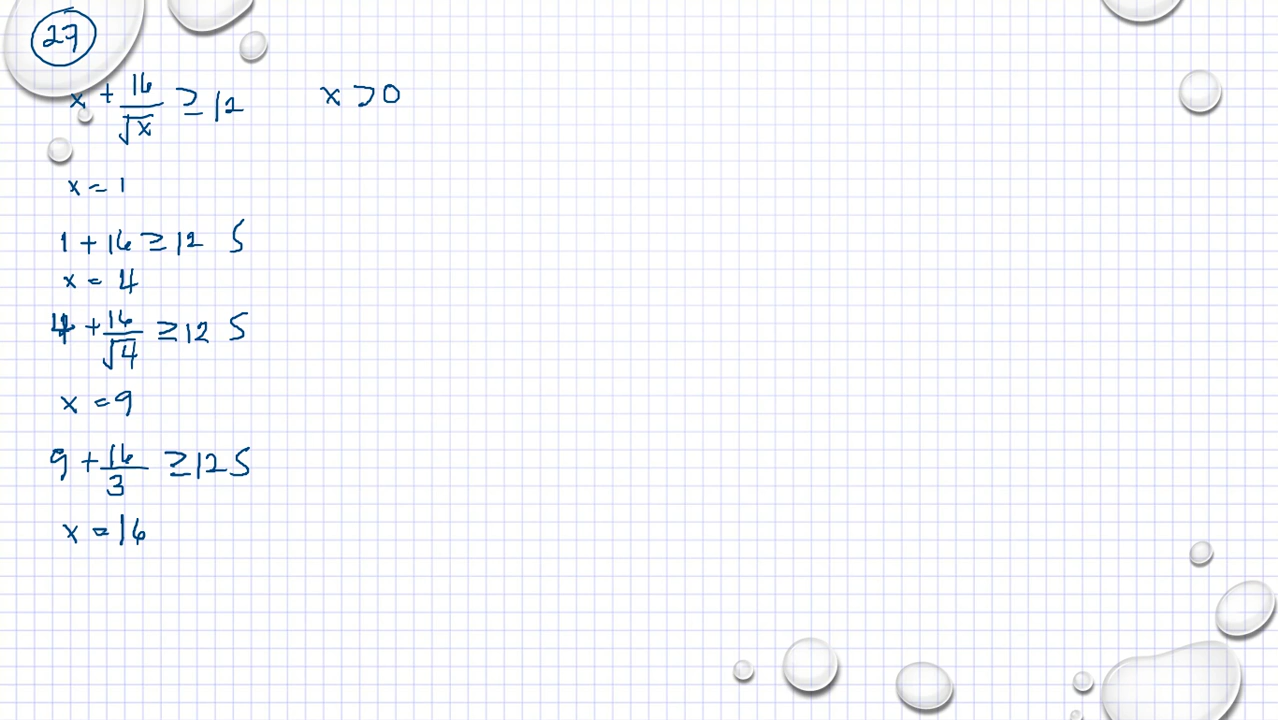 27
x + 16/√x ≥ 12 x > 0
x = 1
1 + 16 ≥ 12 S
x = 4
4 + 16/√4 ≥ 12 S
x = 9
9 + 16/3 ≥ 12 S
x = 16